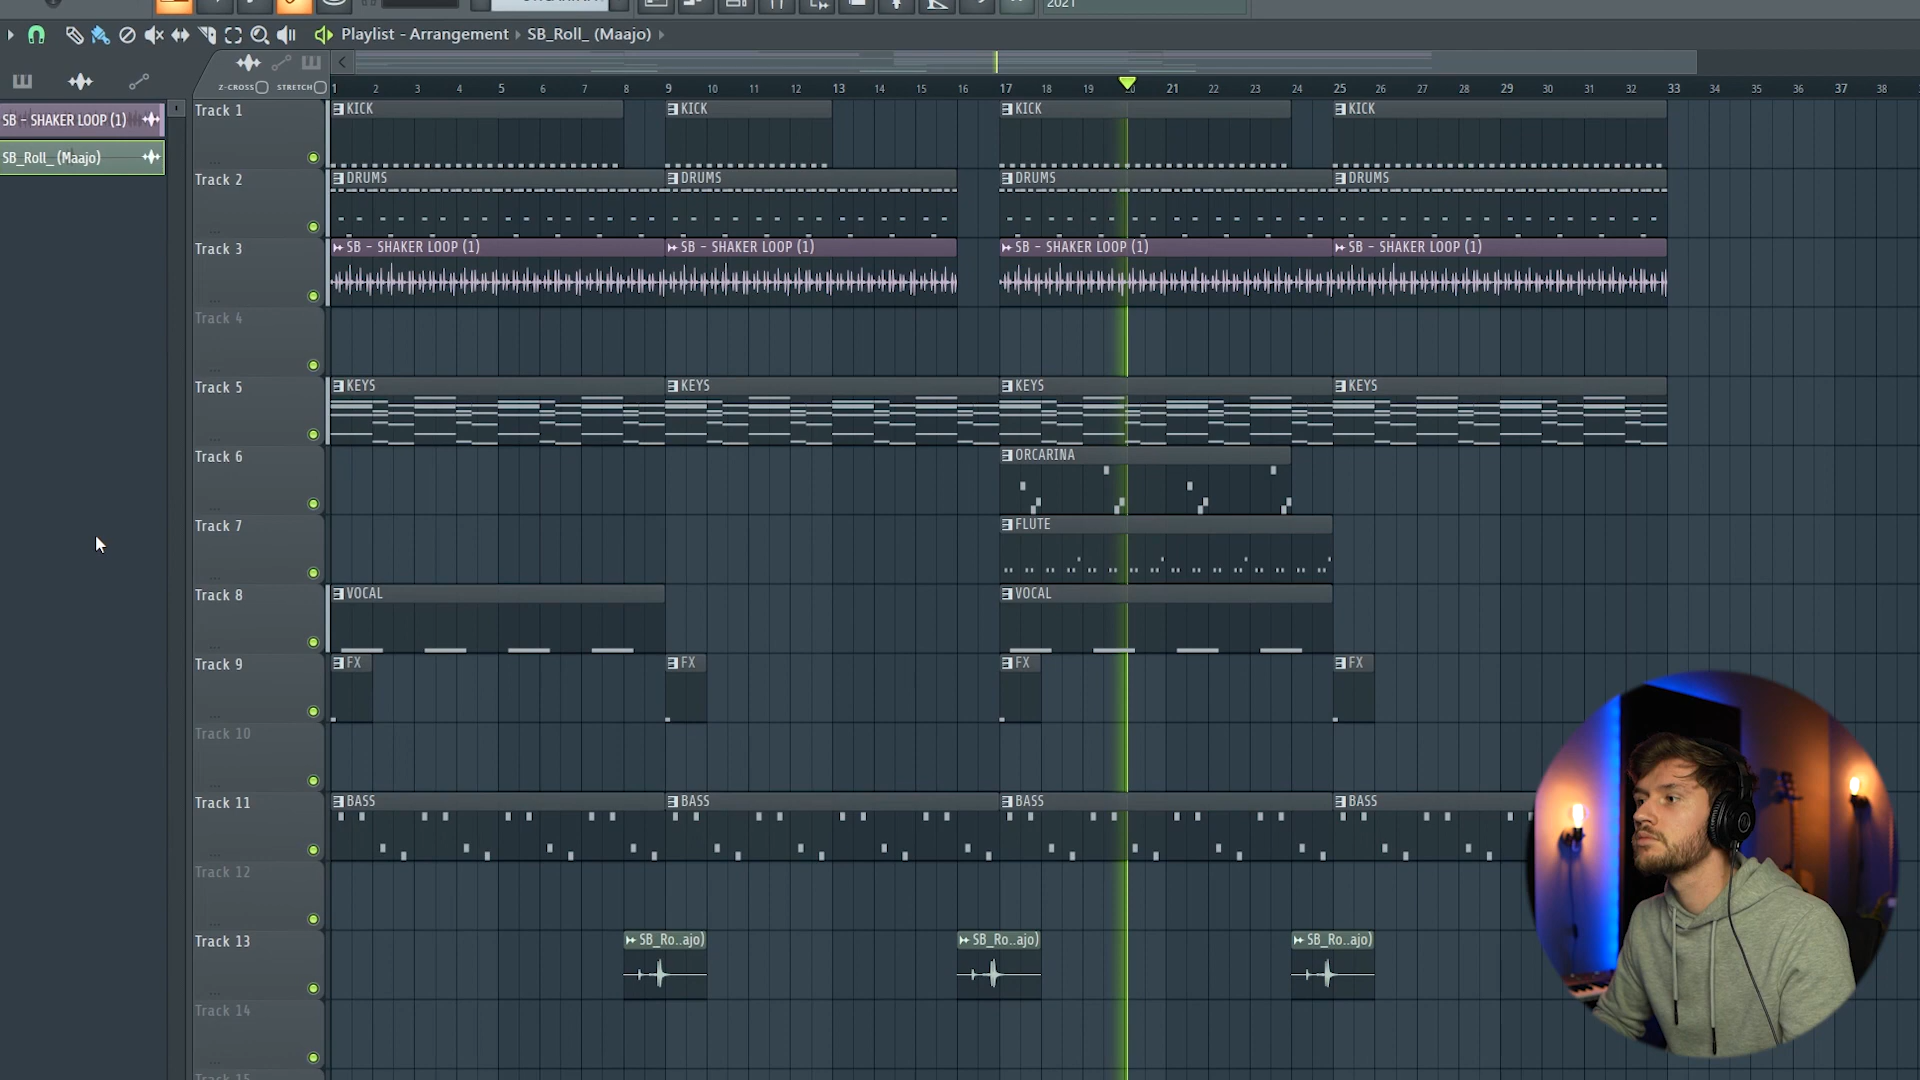 2021
Playlist - Arrangement SB_Roll_ (Maajo)
Z-CROSS STRETCH
1 2 3 4 5 6 7 8 9 10 11 12 13 14 15 16 17 18 19 20 21 22 23 24 25 26 27 28 29 30 31 32 33 34 35 36 37 38
SB - SHAKER LOOP (1)
SB_Roll_ (Maajo)
Track 1 KICK KICK KICK KICK
Track 2 DRUMS DRUMS DRUMS DRUMS
Track 3 SB - SHAKER LOOP (1) SB - SHAKER LOOP (1) SB - SHAKER LOOP (1) SB - SHAKER LOOP (1)
Track 4
Track 5 KEYS KEYS KEYS KEYS
Track 6 ORCARINA
Track 7 FLUTE
Track 8 VOCAL VOCAL
Track 9 FX FX FX FX
Track 10
Track 11 BASS BASS BASS BASS
Track 12
Track 13 SB_Ro..ajo) SB_Ro..ajo) SB_Ro..ajo)
Track 14
Track 15